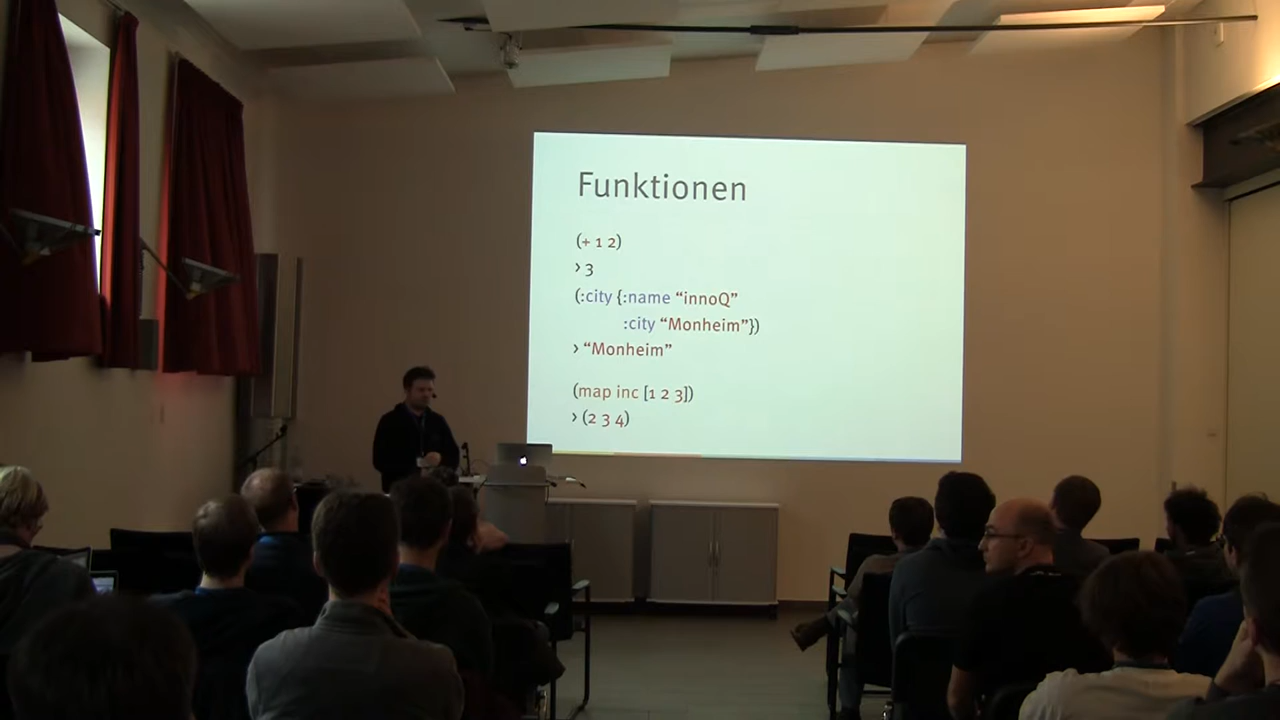 Funktionen
(+ 1 2)
› 3
(:city {:name “innoQ”
:city “Monheim”})
› “Monheim”
(map inc [1 2 3])
› (2 3 4)